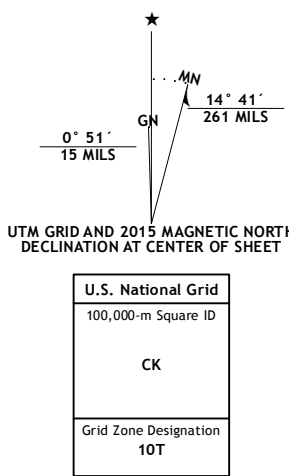 ★
MN
GN
14° 41´
261 MILS
0° 51´
15 MILS
UTM GRID AND 2015 MAGNETIC NORTH
DECLINATION AT CENTER OF SHEET
U.S. National Grid
100,000-m Square ID
CK
Grid Zone Designation
10T